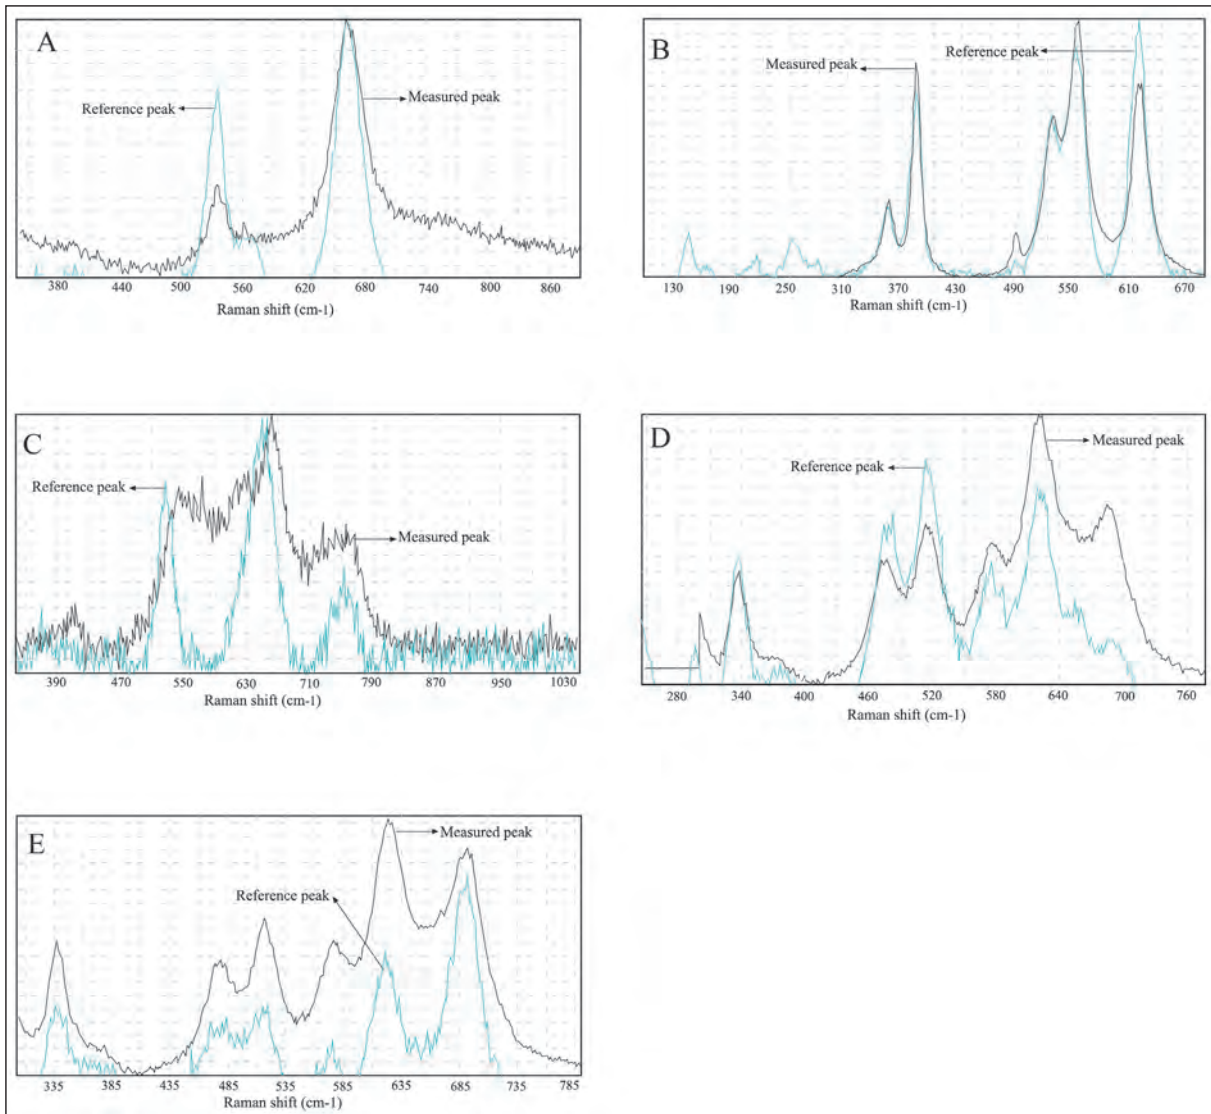 A
Reference peak
Measured peak
380 440 500 560 620 680 740 800 860
Raman shift (cm-1)
B
Reference peak
Measured peak
130 190 250 310 370 430 490 550 610 670
Raman shift (cm-1)
C
Reference peak
Measured peak
390 470 550 630 710 790 870 950 1030
Raman shift (cm-1)
D
Measured peak
Reference peak
280 340 400 460 520 580 640 700 760
Raman shift (cm-1)
E
Measured peak
Reference peak
335 385 435 485 535 585 635 685 735 785
Raman shift (cm-1)